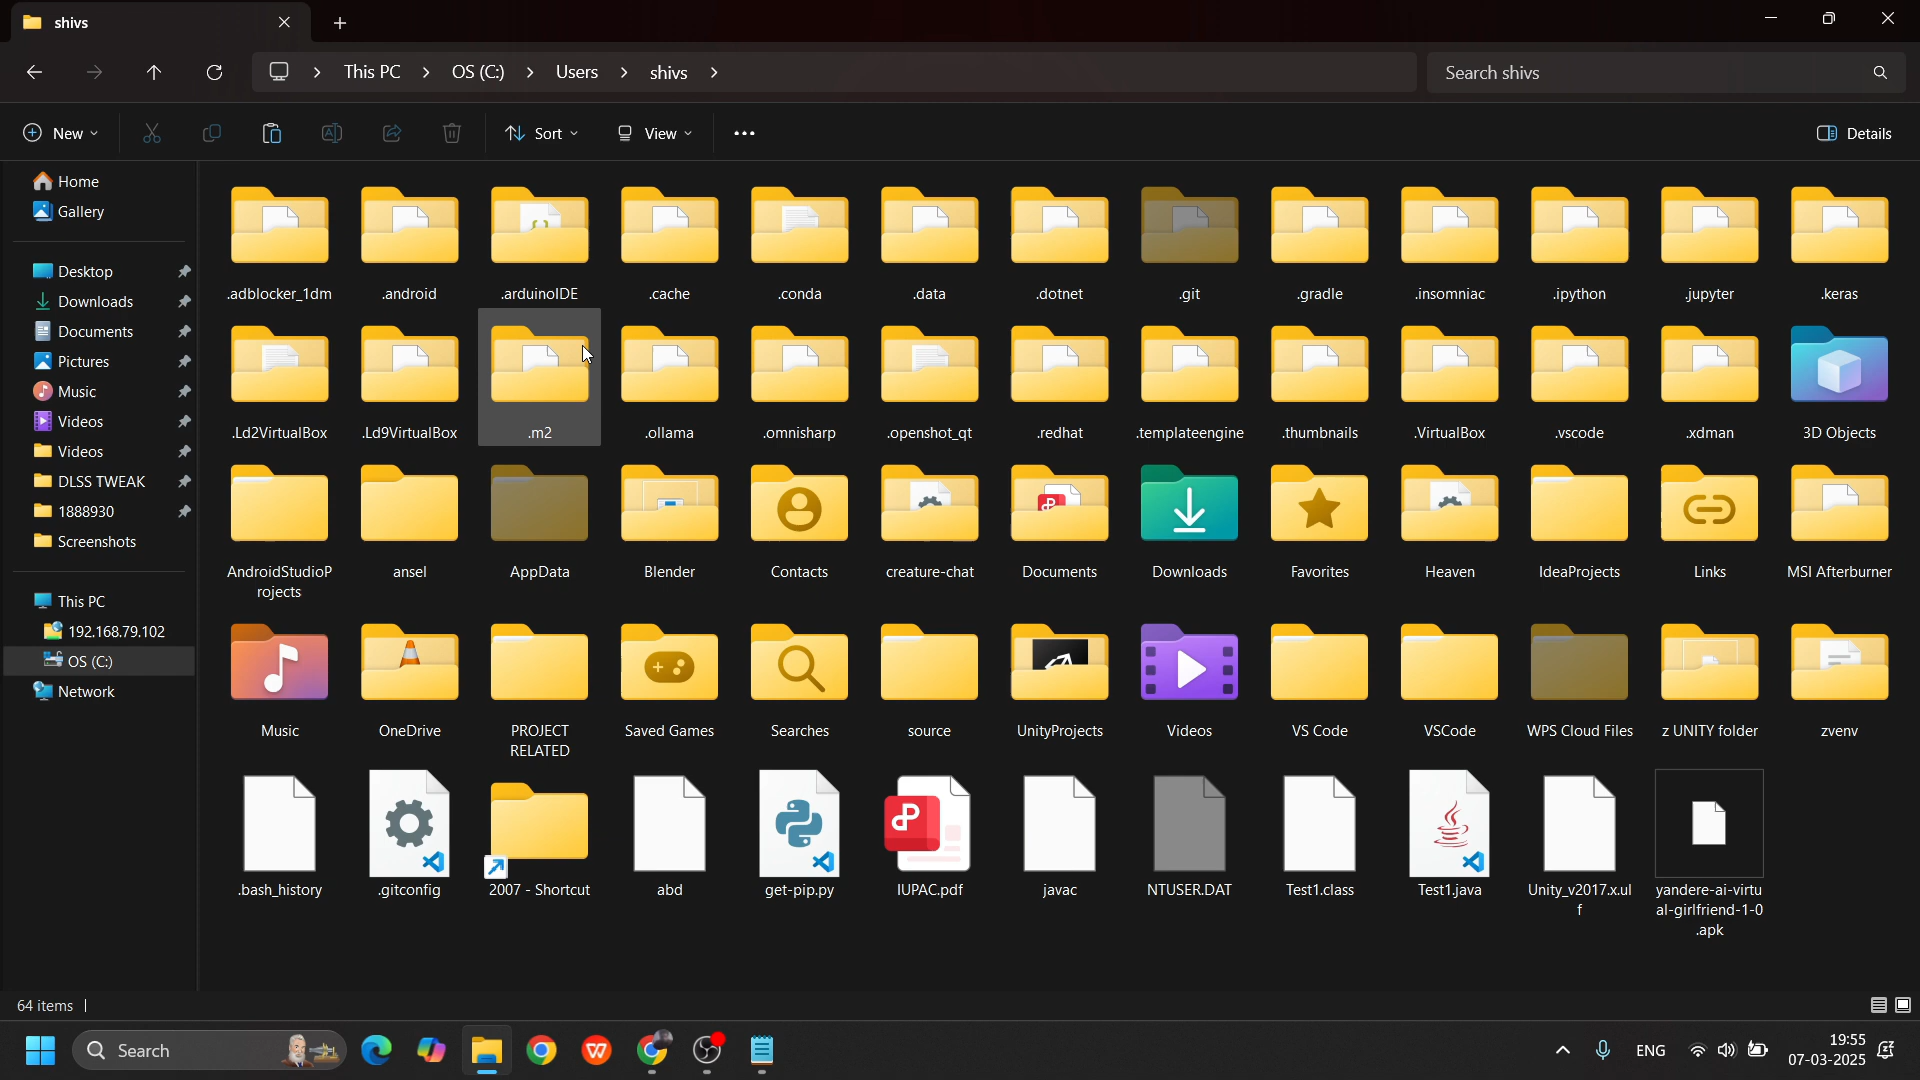 shivs
This PC
OS (C:)
Users
shivs
Search shivs
New
Sort
View
Details
Home
Gallery
Desktop
Downloads
Documents
Pictures
Music
Videos
Videos
DLSS TWEAK
1888930
Screenshots
This PC
192.168.79.102
OS (C:)
Network
.adblocker_1dm
.android
.arduinoIDE
.cache
.conda
.data
.dotnet
.git
.gradle
.insomniac
.ipython
.jupyter
.keras
.Ld2VirtualBox
.Ld9VirtualBox
.m2
.ollama
.omnisharp
.openshot_qt
.redhat
.templateengine
.thumbnails
.VirtualBox
.vscode
.xdman
3D Objects
AndroidStudioP
rojects
ansel
AppData
Blender
Contacts
creature-chat
Documents
Downloads
Favorites
Heaven
IdeaProjects
Links
MSI Afterburner
Music
OneDrive
PROJECT
RELATED
Saved Games
Searches
source
UnityProjects
Videos
VS Code
VSCode
WPS Cloud Files
z UNITY folder
zvenv
.bash_history
.gitconfig
2007 - Shortcut
abd
get-pip.py
IUPAC.pdf
javac
NTUSER.DAT
Test1.class
Test1.java
Unity_v2017.x.ul
f
yandere-ai-virtu
al-girlfriend-1-0
.apk
64 items
Search
ENG
19:55
07-03-2025